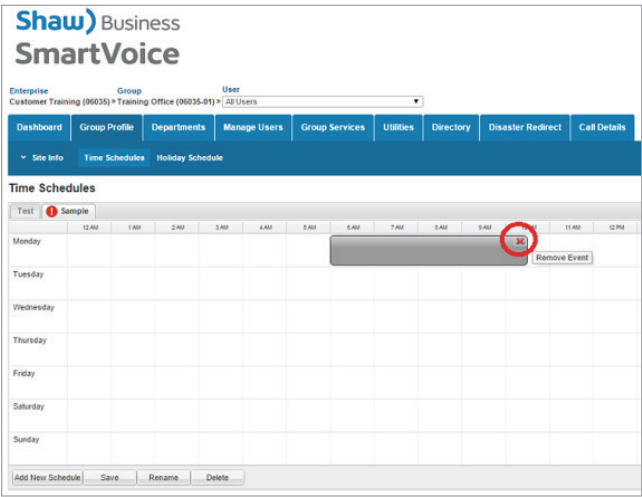 Shaw) Business
SmartVoice
Enterprise Group User
Customer Training (06035) » Training Office (06035-01) » All Users
Dashboard Group Profile Departments Manage Users Group Services Utilities Directory Disaster Redirect Call Details
Site Info Time Schedules Holiday Schedule
Time Schedules
Test Sample
12 AM 1 AM 2 AM 3 AM 4 AM 5 AM 6 AM 7 AM 8 AM 9 AM 11 AM 12 PM
Monday
Remove Event
Tuesday
Wednesday
Thursday
Friday
Saturday
Sunday
Add New Schedule Save Rename Delete